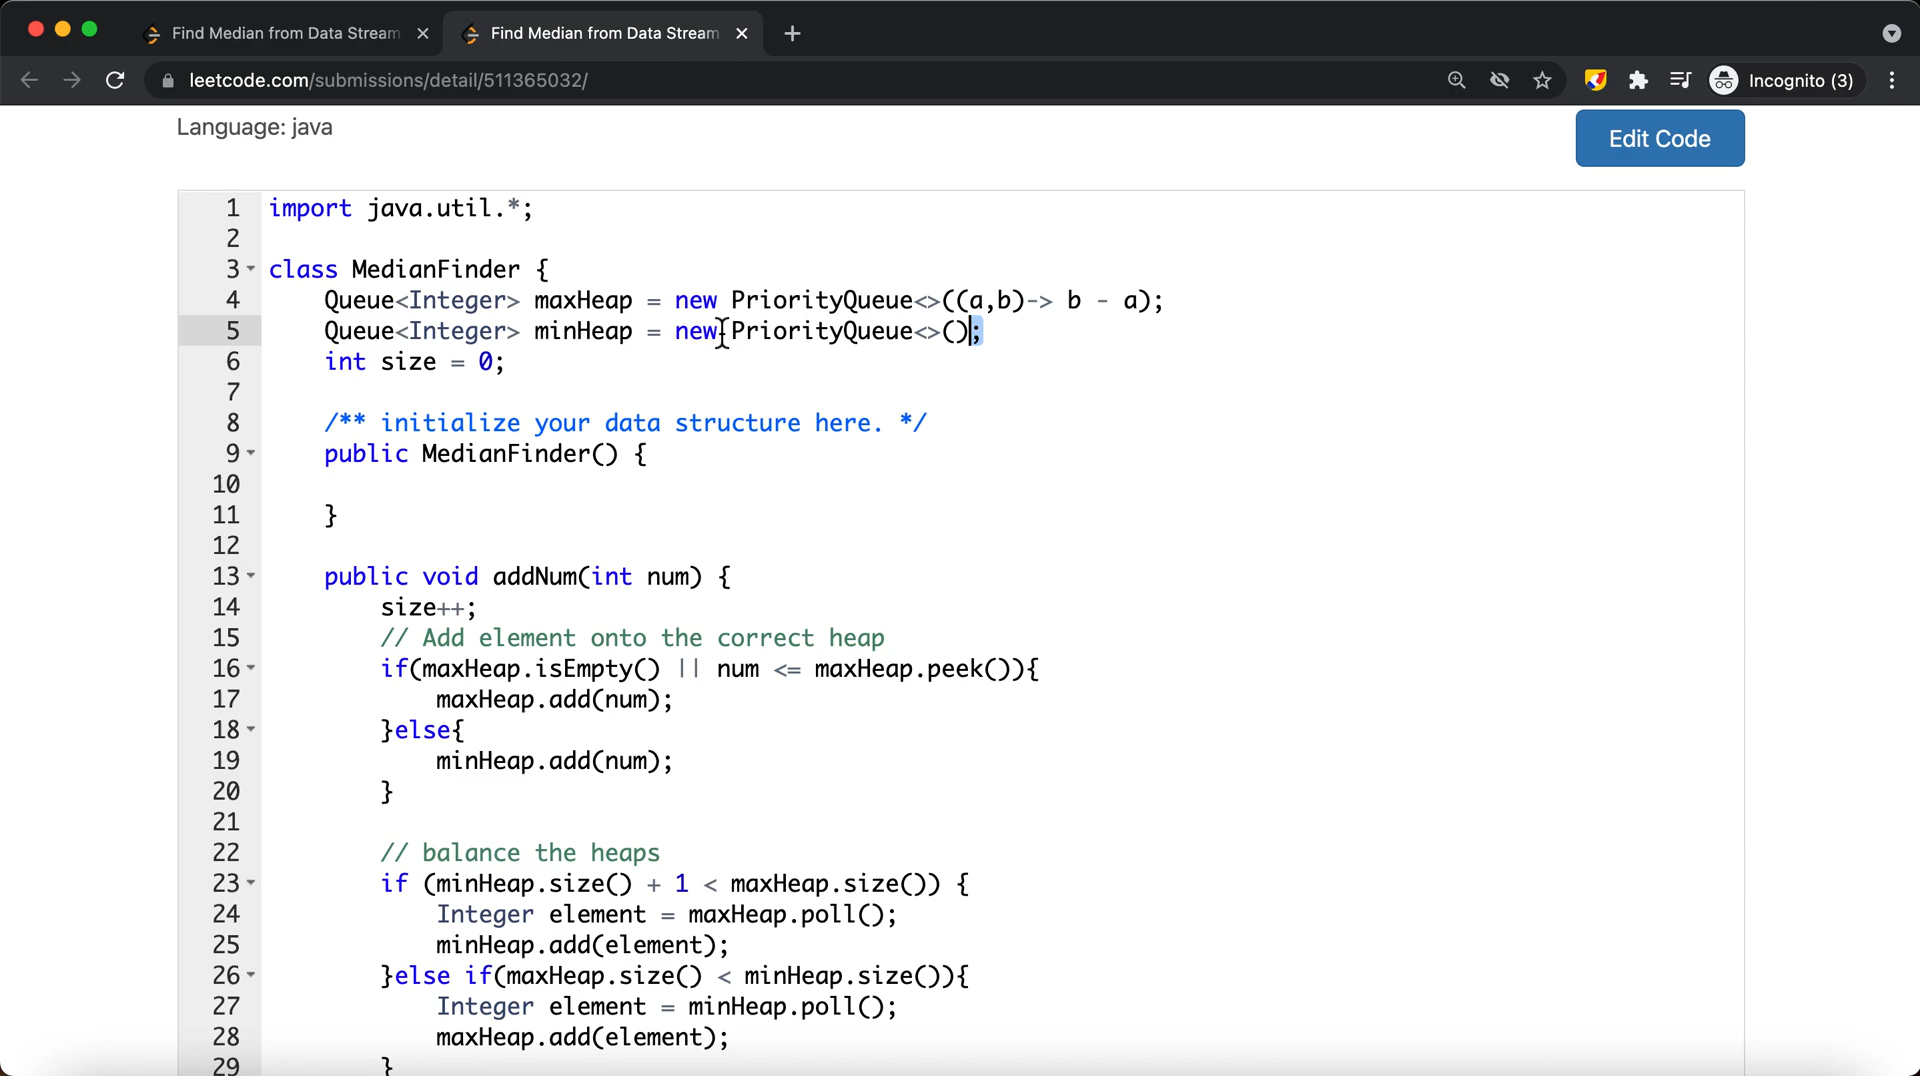 Find Median from Data Stream
Find Median from Data Stream
leetcode.com/submissions/detail/511365032/
Incognito (3)
Language: java
Edit Code
1 import java.util.*;
2
3 class MedianFinder {
4 Queue<Integer> maxHeap = new PriorityQueue<>((a,b)-> b - a);
5 Queue<Integer> minHeap = new PriorityQueue<>();
6 int size = 0;
7
8 /** initialize your data structure here. */
9 public MedianFinder() {
10
11 }
12
13 public void addNum(int num) {
14 size++;
15 // Add element onto the correct heap
16 if(maxHeap.isEmpty() || num <= maxHeap.peek()){
17 maxHeap.add(num);
18 }else{
19 minHeap.add(num);
20 }
21
22 // balance the heaps
23 if (minHeap.size() + 1 < maxHeap.size()) {
24 Integer element = maxHeap.poll();
25 minHeap.add(element);
26 }else if(maxHeap.size() < minHeap.size()){
27 Integer element = minHeap.poll();
28 maxHeap.add(element);
29 }